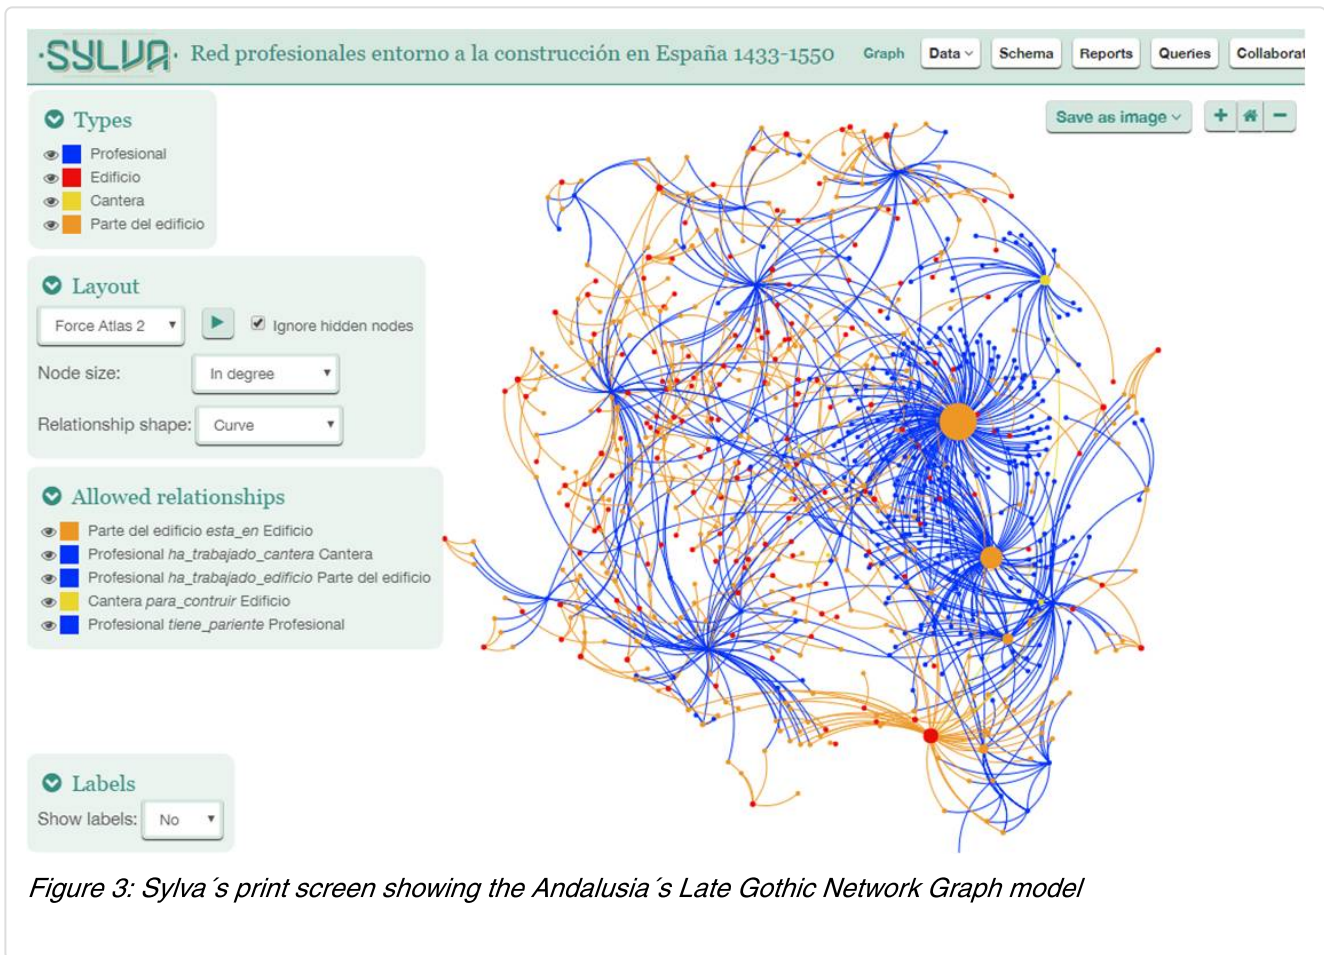 ·SYLVA· Red profesionales entorno a la construcción en España 1433-1550 Graph Data Schema Reports Queries Collaborat
Save as image + −
Types
Profesional
Edificio
Cantera
Parte del edificio
Layout
Force Atlas 2 Ignore hidden nodes
Node size: In degree
Relationship shape: Curve
Allowed relationships
Parte del edificio esta_en Edificio
Profesional ha_trabajado_cantera Cantera
Profesional ha_trabajado_edificio Parte del edificio
Cantera para_contruir Edificio
Profesional tiene_pariente Profesional
Labels
Show labels: No
Figure 3: Sylva´s print screen showing the Andalusia´s Late Gothic Network Graph model